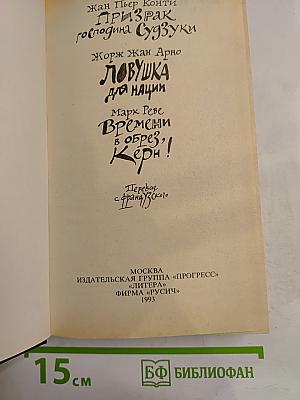 Жан Пьер Конти
Призрак
господина Судзуки
Жорж Жан Арно
Ловушка
для нации
Марк Реве
Времени
в обрез,
Керн!
Перевод
с французского
МОСКВА
ИЗДАТЕЛЬСКАЯ ГРУППА «ПРОГРЕСС»
«ЛИТЕРА»
ФИРМА «РУСИЧ»
1993
15см
БФ БИБЛИОФАН